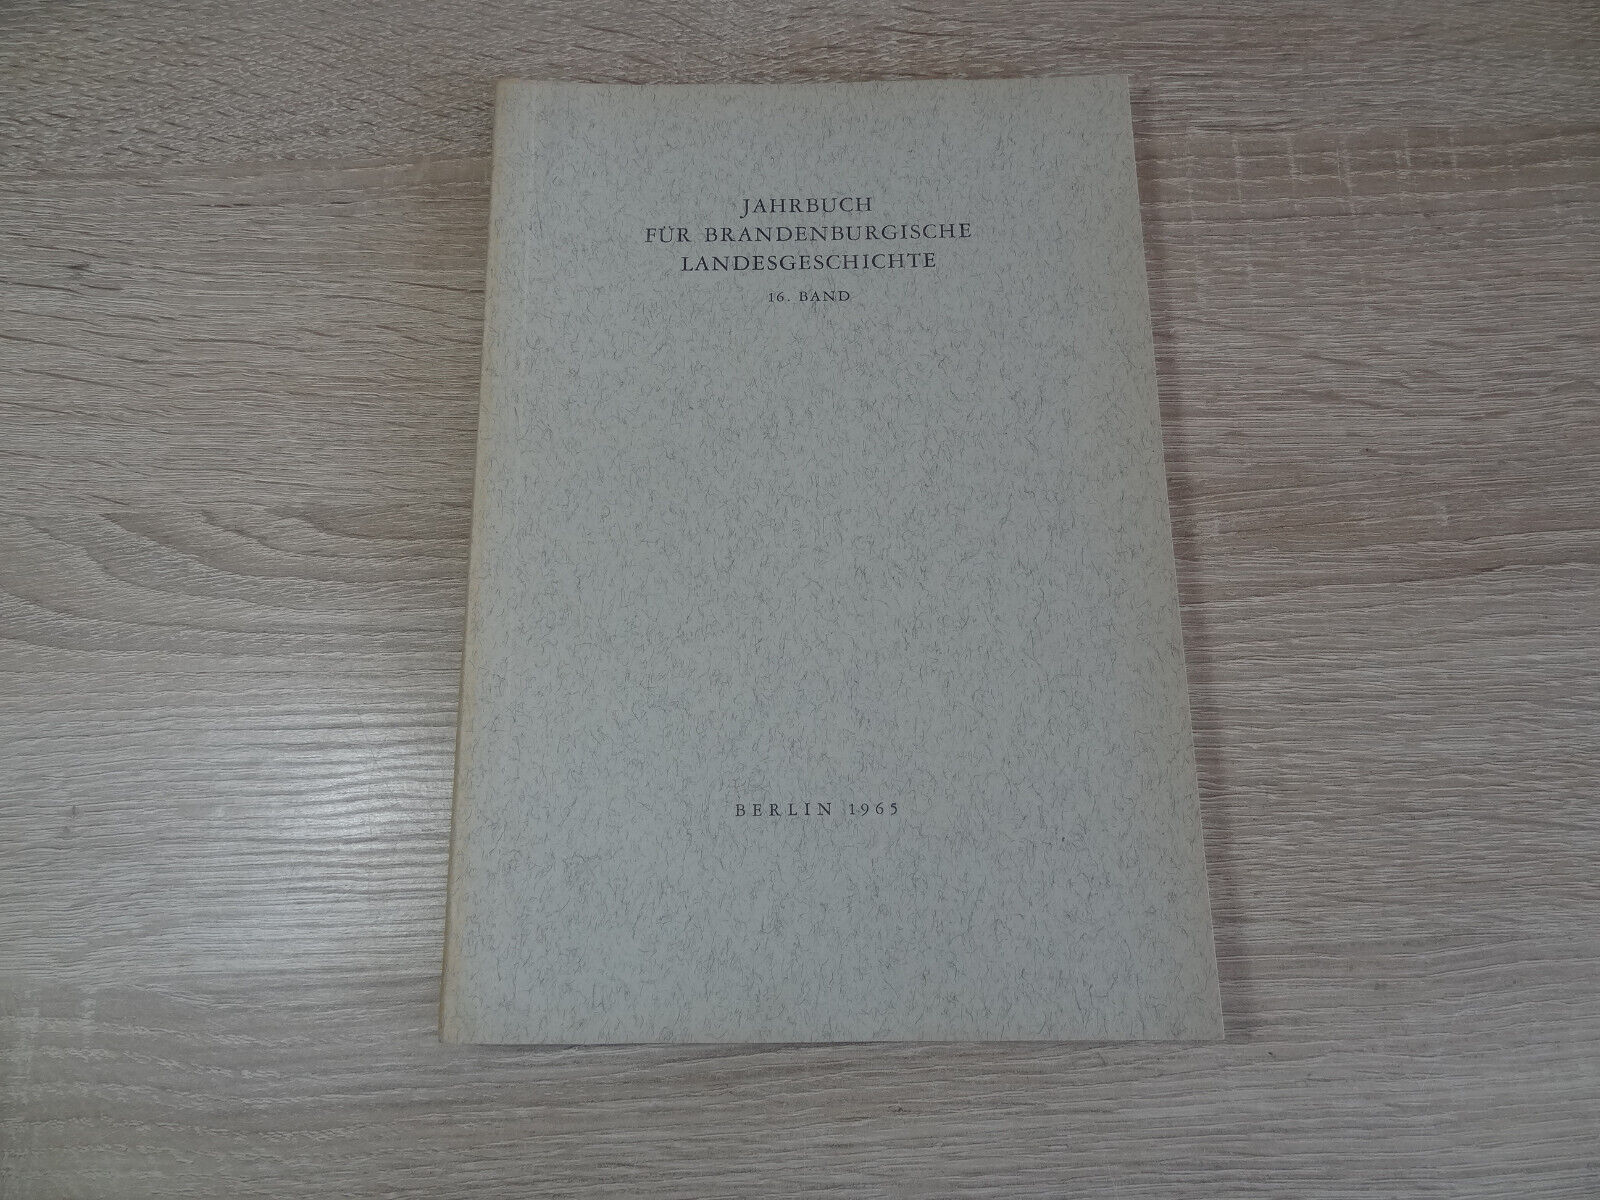 JAHRBUCH
FÜR BRANDENBURGISCHE
LANDESGESCHICHTE
16. BAND
BERLIN 1965